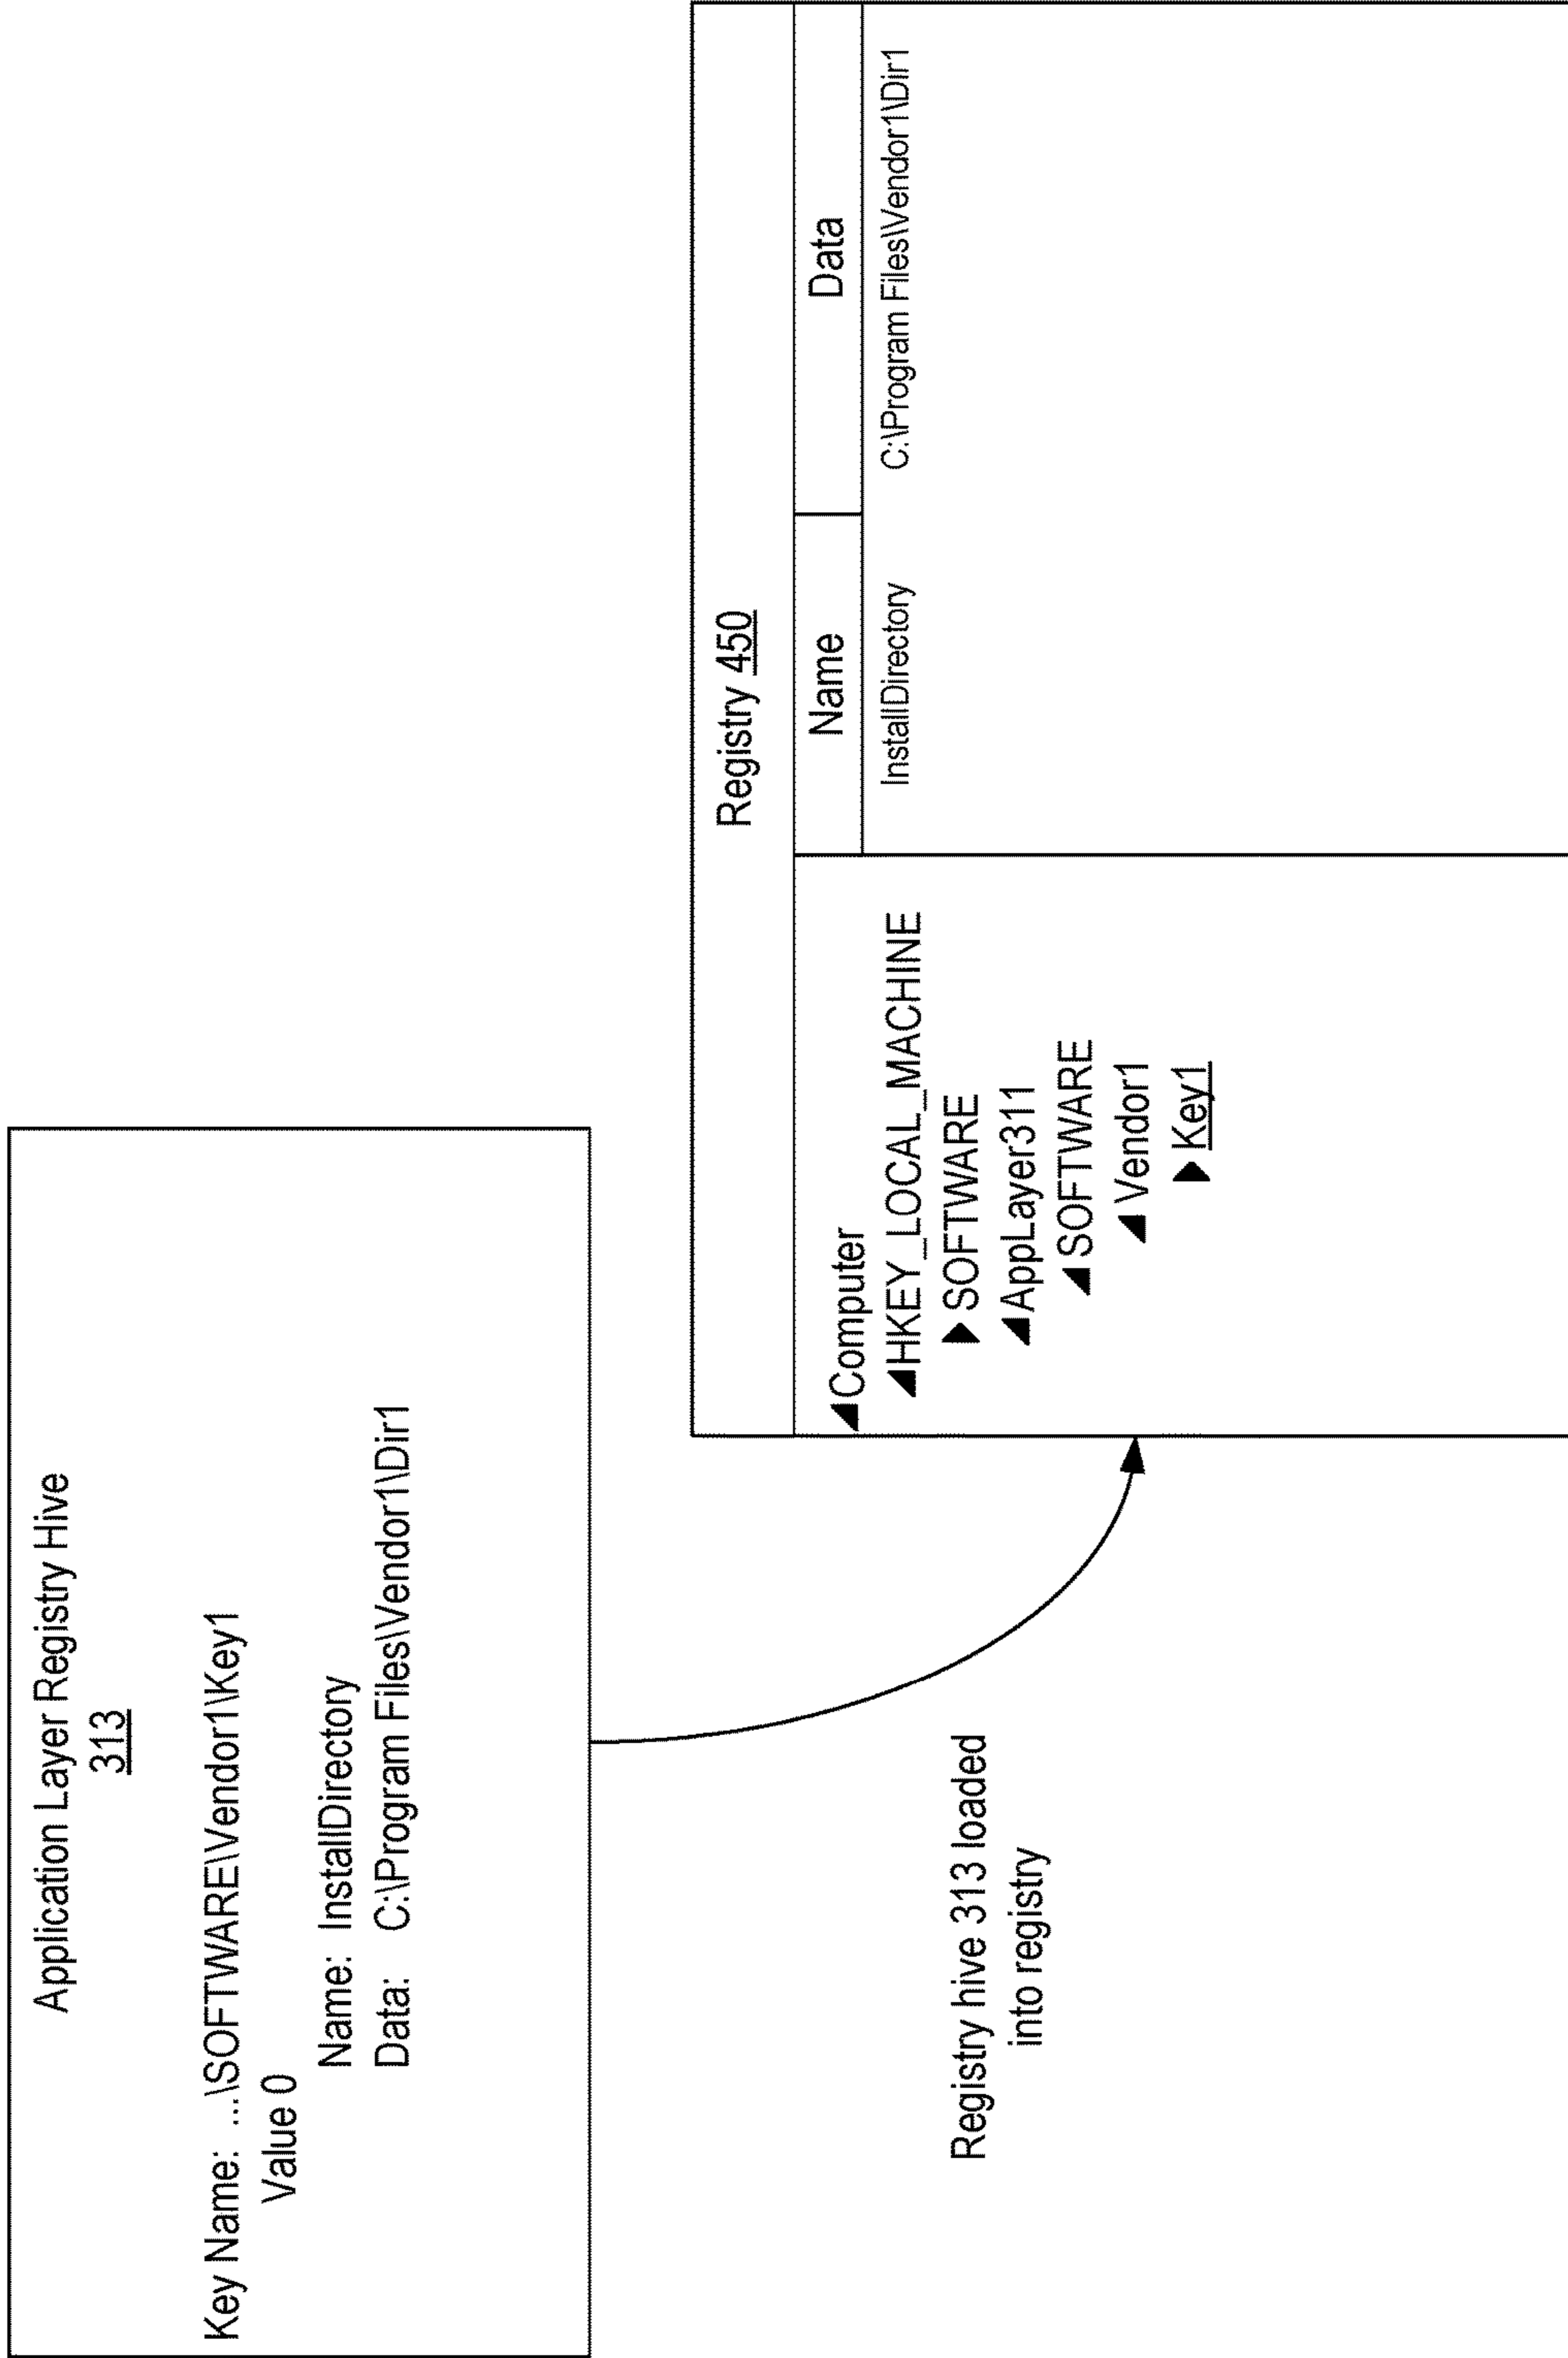 Application Layer Registry Hive
313
Key Name: ...\SOFTWARE\Vendor1\Key1
Value 0
Name: InstallDirectory
Data: C:\Program Files\Vendor1\Dir1
Registry hive 313 loaded
into registry
Registry 450
Name Data
InstallDirectory C:\Program Files\Vendor1\Dir1
Computer
HKEY_LOCAL_MACHINE
SOFTWARE
AppLayer311
SOFTWARE
Vendor1
Key1